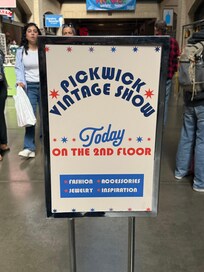 PICKWICK
VINTAGE SHOW
Today
ON THE 2ND FLOOR
FASHION • ACCESSORIES
JEWELRY • INSPIRATION